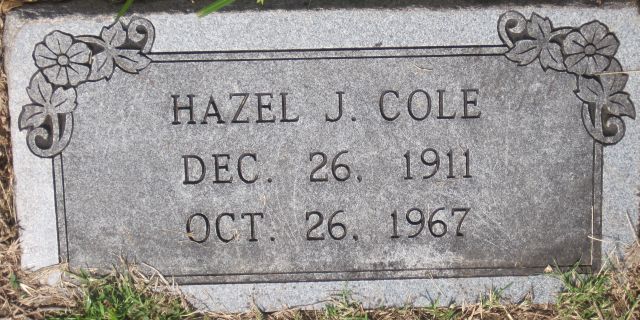 HAZEL J. COLE
DEC. 26, 1911
OCT. 26, 1967